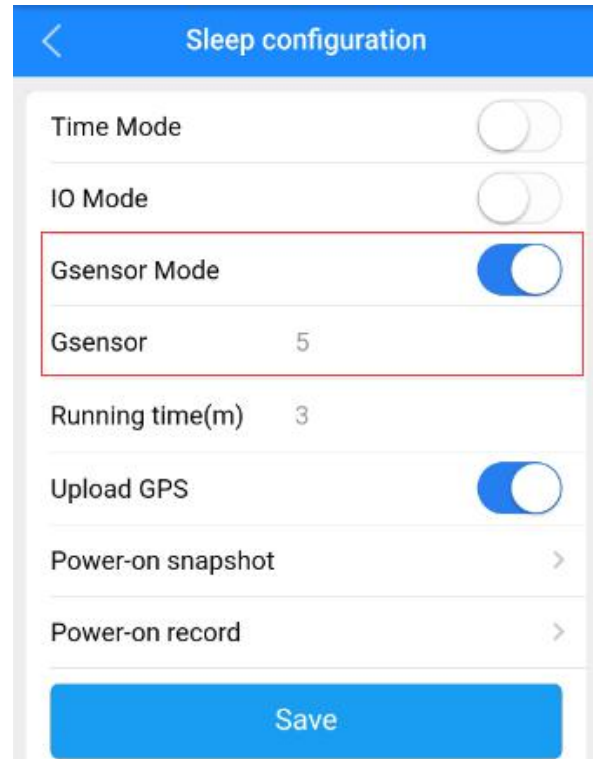 Sleep configuration
Time Mode
IO Mode
Gsensor Mode
Gsensor 5
Running time(m) 3
Upload GPS
Power-on snapshot
Power-on record
Save